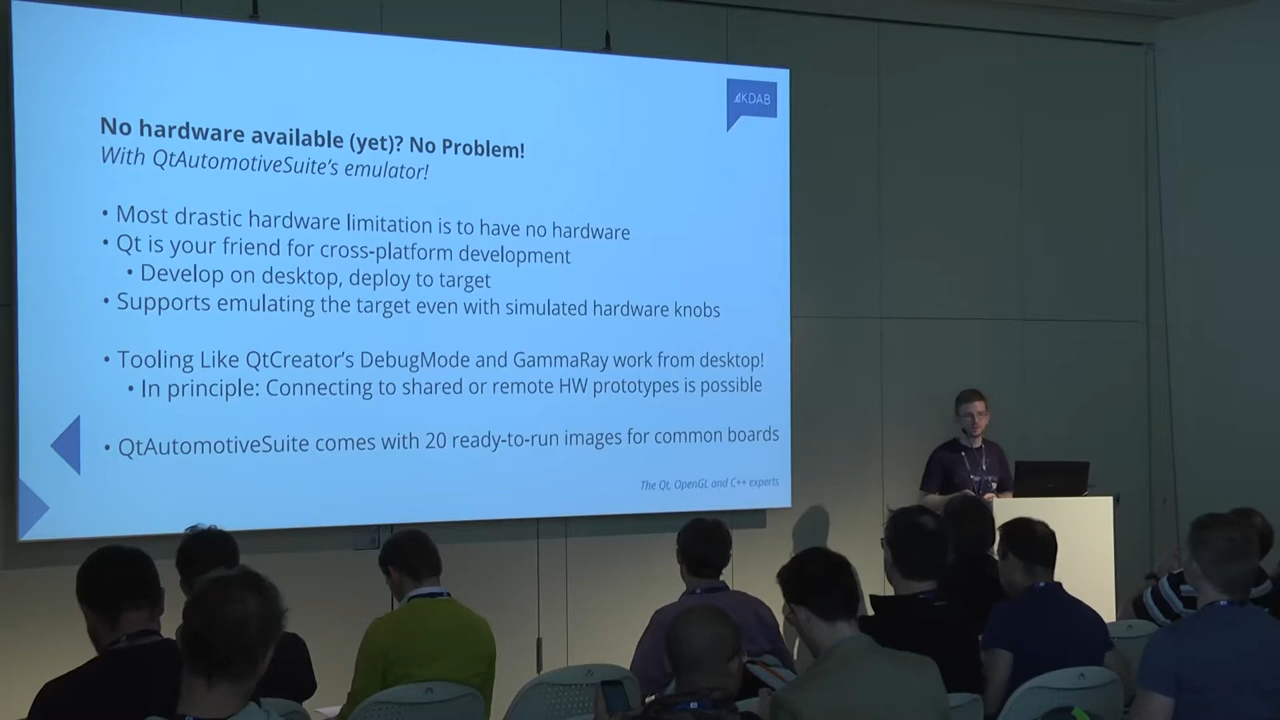 KDAB
No hardware available (yet)? No Problem!
With QtAutomotiveSuite's emulator!
• Most drastic hardware limitation is to have no hardware
• Qt is your friend for cross-platform development
• Develop on desktop, deploy to target
• Supports emulating the target even with simulated hardware knobs
• Tooling Like QtCreator's DebugMode and GammaRay work from desktop!
• In principle: Connecting to shared or remote HW prototypes is possible
• QtAutomotiveSuite comes with 20 ready-to-run images for common boards
The Qt, OpenGL and C++ experts